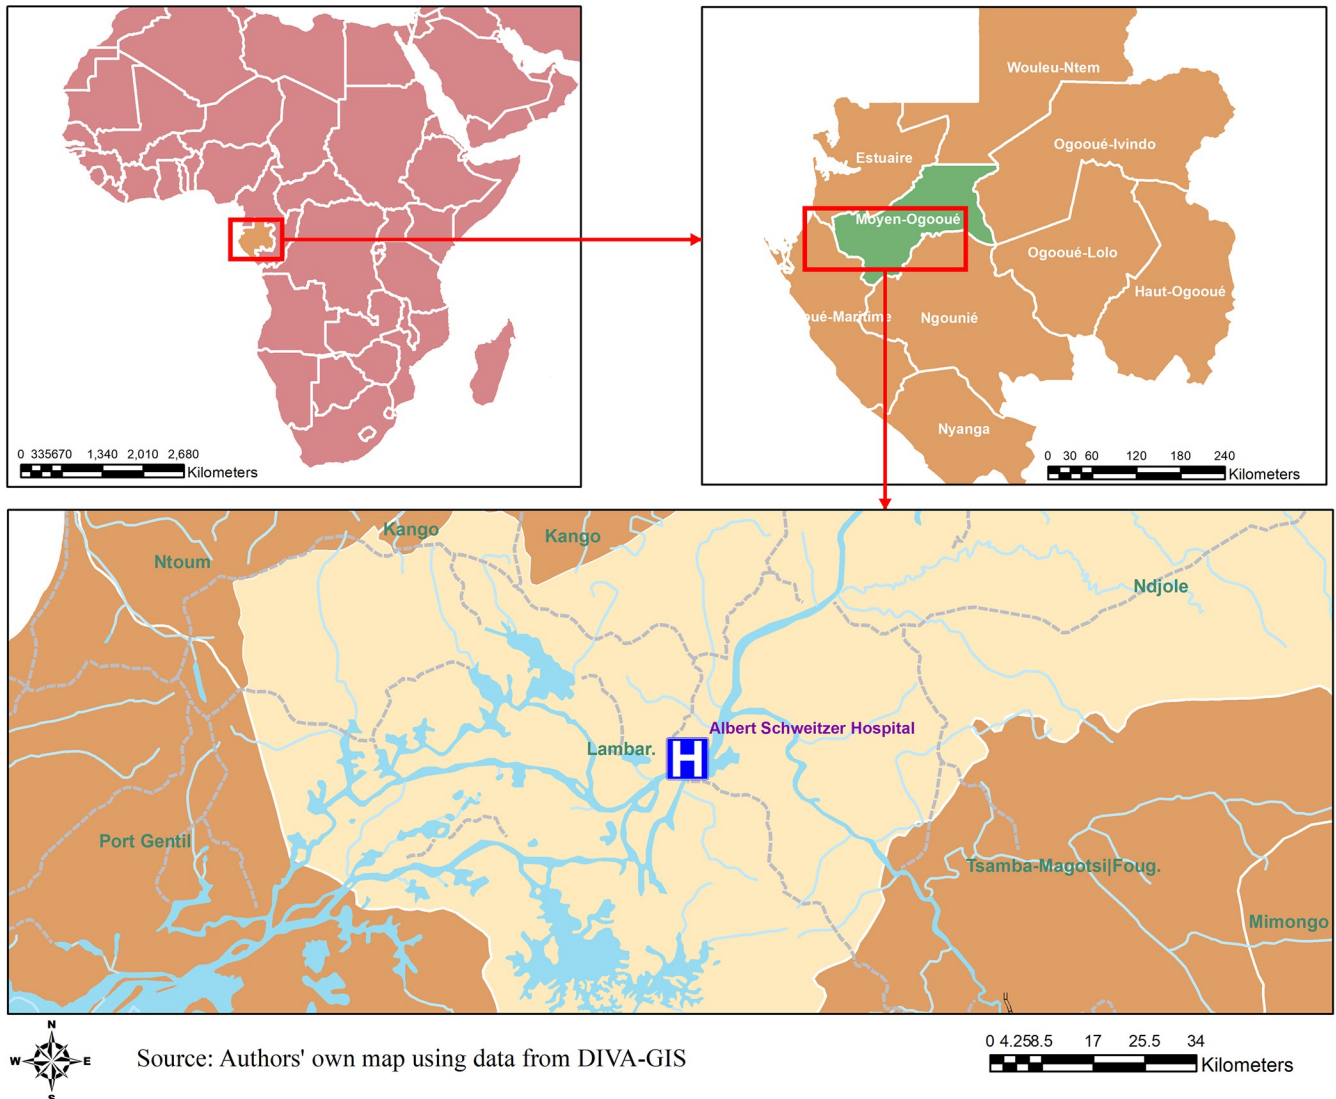 0 335670 1,340 2,010 2,680
Kilometers
Wouleu-Ntem
Estuaire
Ogooué-Ivindo
Moyen-Ogooué
Ogooué-Lolo
Haut-Ogooué
oué-Maritime
Ngounié
Nyanga
0 30 60 120 180 240
Kilometers
Kango
Kango
Ntoum
Ndjole
Albert Schweitzer Hospital
Lambar.
H
Port Gentil
Tsamba-Magotsi|Foug.
Mimongo
N
W E
S
Source: Authors' own map using data from DIVA-GIS
0 4.258.5 17 25.5 34
Kilometers